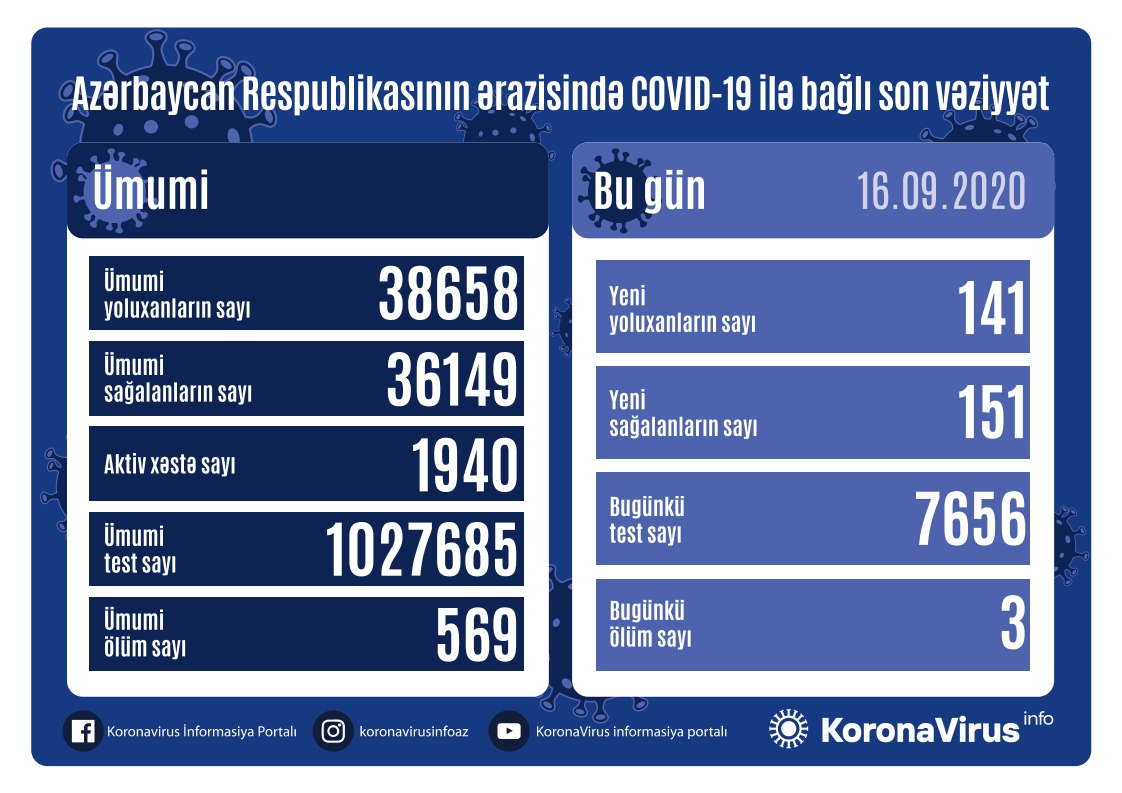 Azərbaycan Respublikasının ərazisində COVID-19 ilə bağlı son vəziyyət
Ümumi
Ümumi
yoluxanların sayı
38658
Ümumi
sağalanların sayı
36149
Aktiv xəstə sayı
1940
Ümumi
test sayı
1027685
Ümumi
ölüm sayı
569
Bu gün
16.09.2020
Yeni
yoluxanların sayı
141
Yeni
sağalanların sayı
151
Bugünkü
test sayı
7656
Bugünkü
ölüm sayı
3
Koronavirus İnformasiya Portalı
koronavirusinfoaz
KoronaVirus informasiya portalı
KoronaVirus info